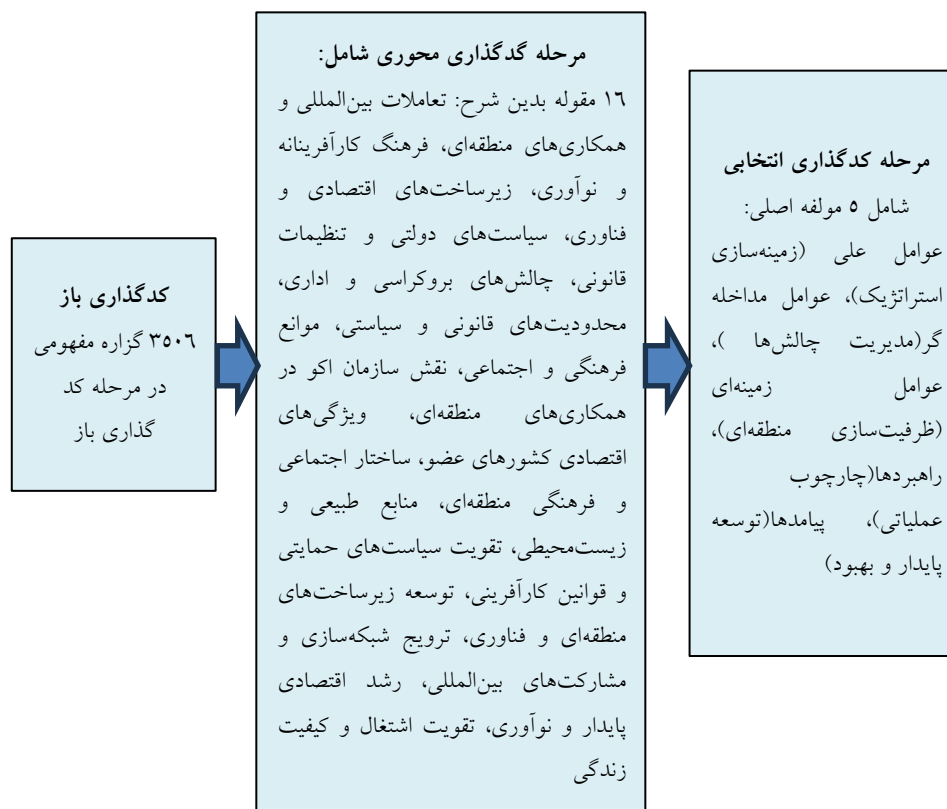 کدگذاری باز
۳۵۰۶ گزاره مفهومی
در مرحله کد
گذاری باز
مرحله گدگذاری محوری شامل:
۱۶ مقوله بدین شرح: تعاملات بین‌المللی و
همکاری‌های منطقه‌ای، فرهنگ کارآفرینانه
و نوآوری، زیرساخت‌های اقتصادی و
فناوری، سیاست‌های دولتی و تنظیمات
قانونی، چالش‌های بروکراسی و اداری،
محدودیت‌های قانونی و سیاستی، موانع
فرهنگی و اجتماعی، نقش سازمان اکو در
همکاری‌های منطقه‌ای، ویژگی‌های
اقتصادی کشورهای عضو، ساختار اجتماعی
و فرهنگی منطقه‌ای، منابع طبیعی و
زیست‌محیطی، تقویت سیاست‌های حمایتی
و قوانین کارآفرینی، توسعه زیرساخت‌های
منطقه‌ای و فناوری، ترویج شبکه‌سازی و
مشارکت‌های بین‌المللی، رشد اقتصادی
پایدار و نوآوری، تقویت اشتغال و کیفیت
زندگی
مرحله کدگذاری انتخابی
شامل ۵ مولفه اصلی:
عوامل علی (زمینه‌سازی
استراتژیک)، عوامل مداخله
گر(مدیریت چالش‌ها )،
عوامل زمینه‌ای
(ظرفیت‌سازی منطقه‌ای)،
راهبردها(چارچوب
عملیاتی)، پیامدها(توسعه
پایدار و بهبود)